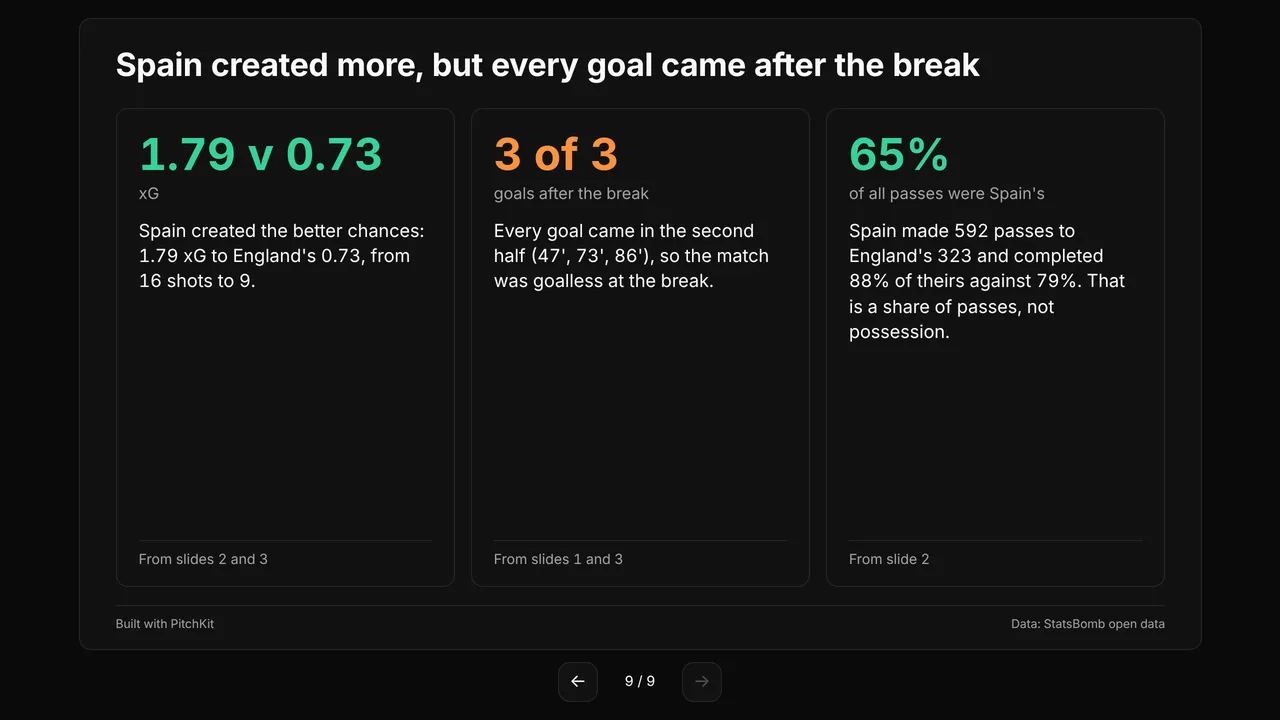 Spain created more, but every goal came after the break
1.79 v 0.73
xG
Spain created the better chances:
1.79 xG to England's 0.73, from
16 shots to 9.
From slides 2 and 3
3 of 3
goals after the break
Every goal came in the second
half (47', 73', 86'), so the match
was goalless at the break.
From slides 1 and 3
65%
of all passes were Spain's
Spain made 592 passes to
England's 323 and completed
88% of theirs against 79%. That
is a share of passes, not
possession.
From slide 2
Built with PitchKit
Data: StatsBomb open data
← 9 / 9 →